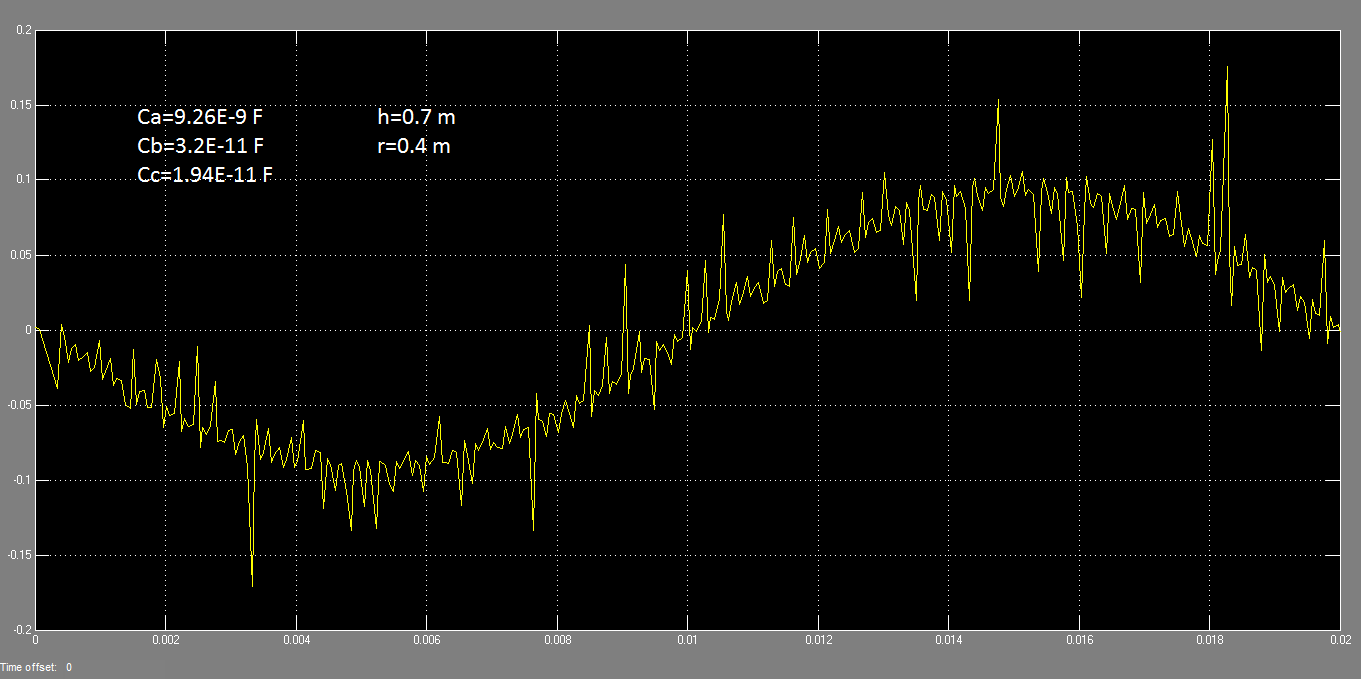 0.2
0.15
Ca=9.26E-9 F h=0.7 m
Cb=3.2E-11 F r=0.4 m
0.1
Cc=1.94E-11 F
0.05
0
-0.05
-0.1
-0.15
-0.2
0 0.002 0.004 0.006 0.008 0.01 0.012 0.014 0.016 0.018 0.02
Time offset: 0